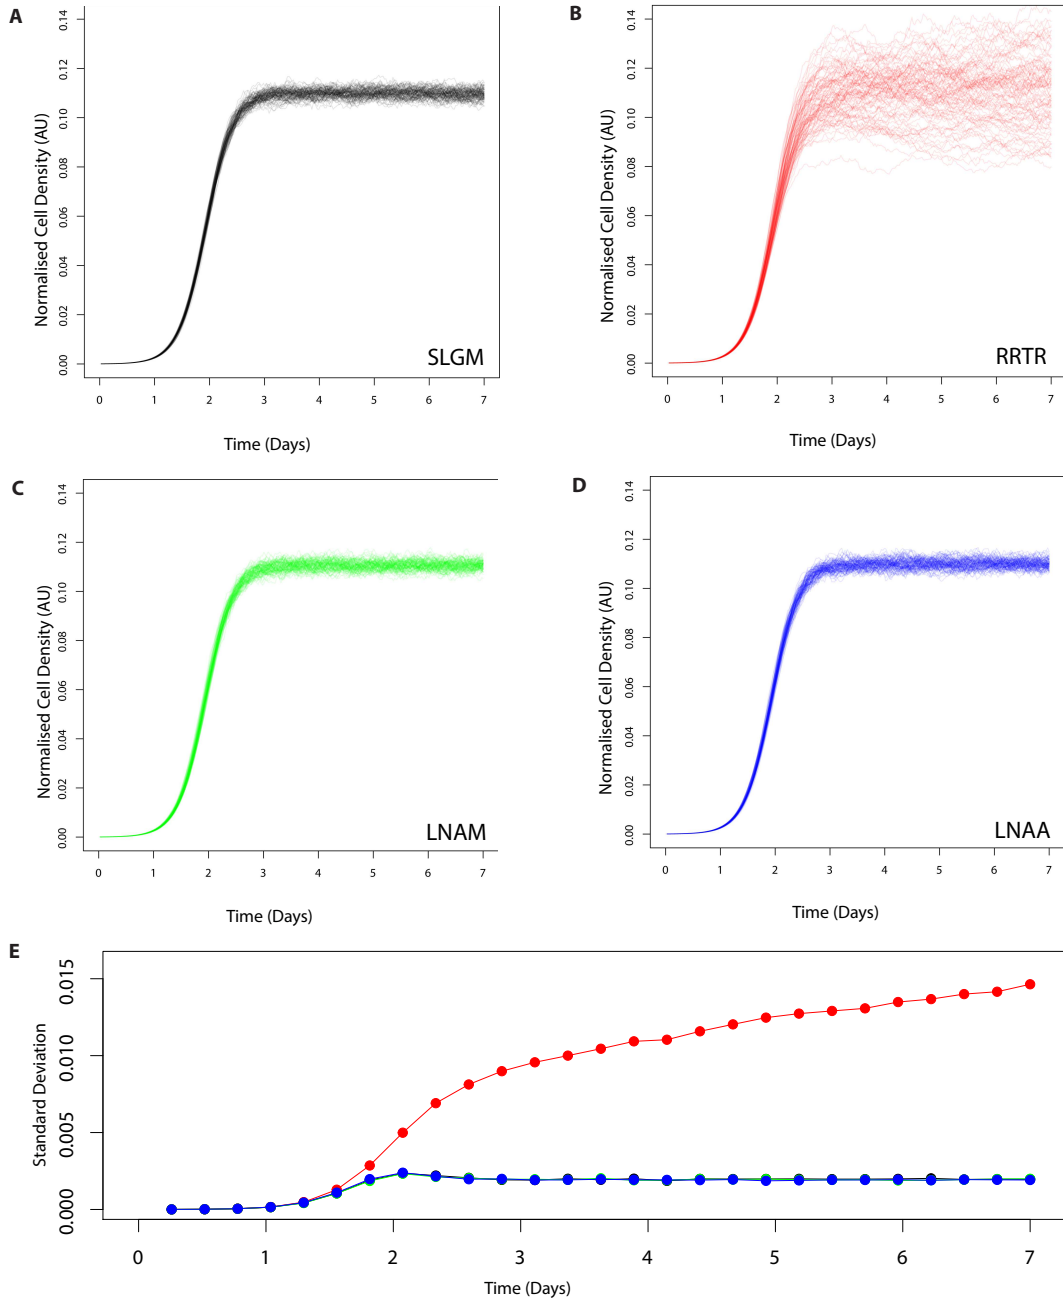 A
Normalised Cell Density (AU)
0.00 0.02 0.04 0.06 0.08 0.10 0.12 0.14
SLGM
0 1 2 3 4 5 6 7
Time (Days)
B
Normalised Cell Density (AU)
0.00 0.02 0.04 0.06 0.08 0.10 0.12 0.14
RRTR
0 1 2 3 4 5 6 7
Time (Days)
C
Normalised Cell Density (AU)
0.00 0.02 0.04 0.06 0.08 0.10 0.12 0.14
LNAM
0 1 2 3 4 5 6 7
Time (Days)
D
Normalised Cell Density (AU)
0.00 0.02 0.04 0.06 0.08 0.10 0.12 0.14
LNAA
0 1 2 3 4 5 6 7
Time (Days)
E
Standard Deviation
0.000 0.005 0.010 0.015
0 1 2 3 4 5 6 7
Time (Days)